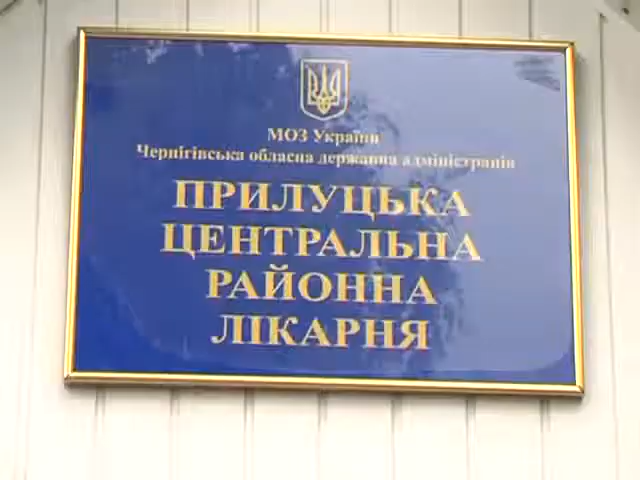 МОЗ України
Чернігівська обласна державна адміністрація
ПРИЛУЦЬКА
ЦЕНТРАЛЬНА
РАЙОННА
ЛІКАРНЯ